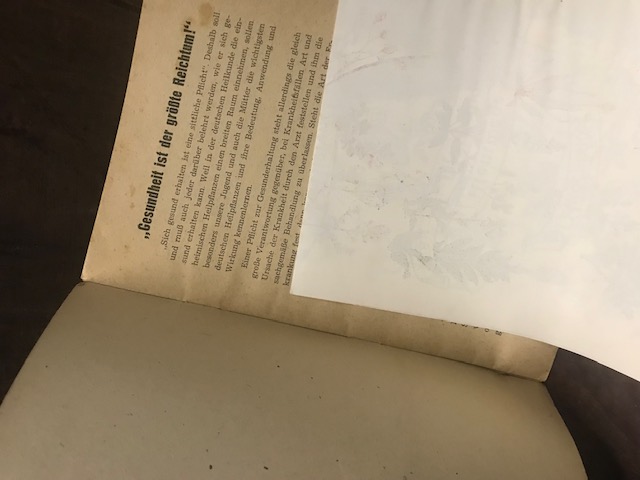 „Gesundheit ist der größte Reichtum!“
„Sich gesund erhalten ist eine sittliche Pflicht“. Deshalb soll
und muß auch jeder darüber belehrt werden, wie er sich ge-
sund erhalten kann. Weil in der deutschen Heilkunde die ein-
heimischen Heilpflanzen einen breiten Raum einnehmen, sollen
besonders unsere Jugend und auch die Mütter die wichtigsten
deutschen Heilpflanzen und ihre Bedeutung, Anwendung und
Wirkung kennenlernen.
Einer Pflicht zur Gesunderhaltung steht allerdings die gleich
große Verantwortung gegenüber, bei Krankheitsfällen Art und
Ursache der Krankheit durch den Arzt feststellen und ihm die
sachgemäße Behandlung zu überlassen. Steht die Art der
krankung fest